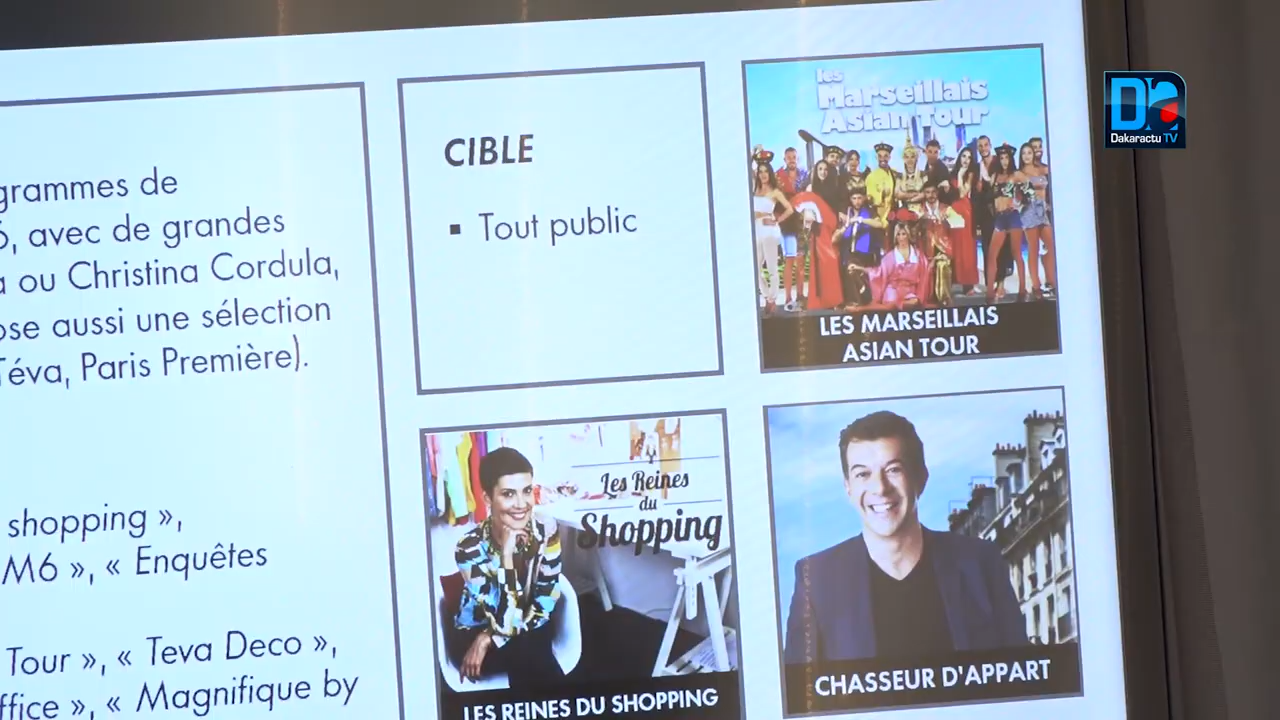 grammes de
, avec de grandes
ou Christina Cordula,
ose aussi une sélection
Téva, Paris Première).
shopping »,
M6 », « Enquêtes
Tour », « Teva Deco »,
ffice », « Magnifique by
CIBLE
▪ Tout public
les
Marseillais
Asian Tour
LES MARSEILLAIS
ASIAN TOUR
Les Reines
du
Shopping
LES REINES DU SHOPPING
CHASSEUR D'APPART
Da
Dakaractu TV